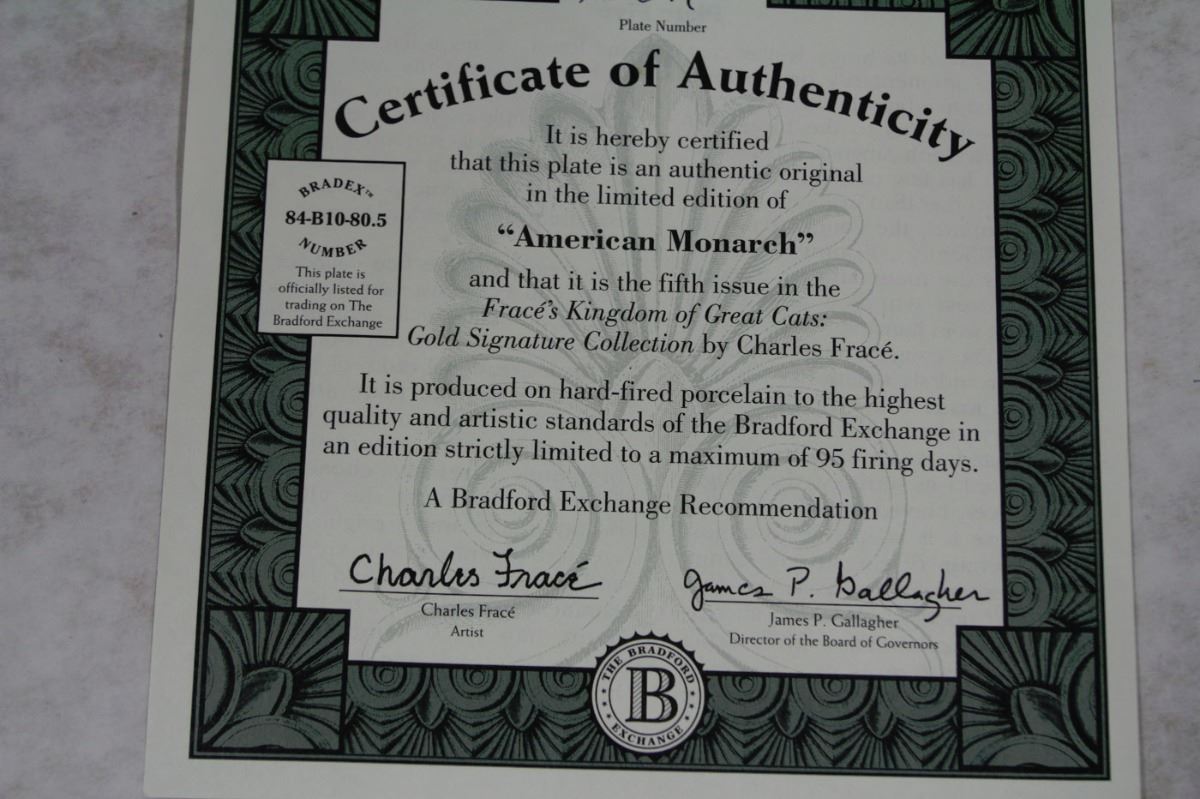 Plate Number
Certificate of Authenticity
It is hereby certified
that this plate is an authentic original
in the limited edition of
“American Monarch”
and that it is the fifth issue in the
Fracé’s Kingdom of Great Cats:
Gold Signature Collection by Charles Fracé.
BRADEX™
84-B10-80.5
NUMBER
This plate is
officially listed for
trading on The
Bradford Exchange
It is produced on hard-fired porcelain to the highest
quality and artistic standards of the Bradford Exchange in
an edition strictly limited to a maximum of 95 firing days.
A Bradford Exchange Recommendation
Charles Fracé
Charles Fracé
Artist
James P. Gallagher
James P. Gallagher
Director of the Board of Governors
THE BRADFORD
B
EXCHANGE